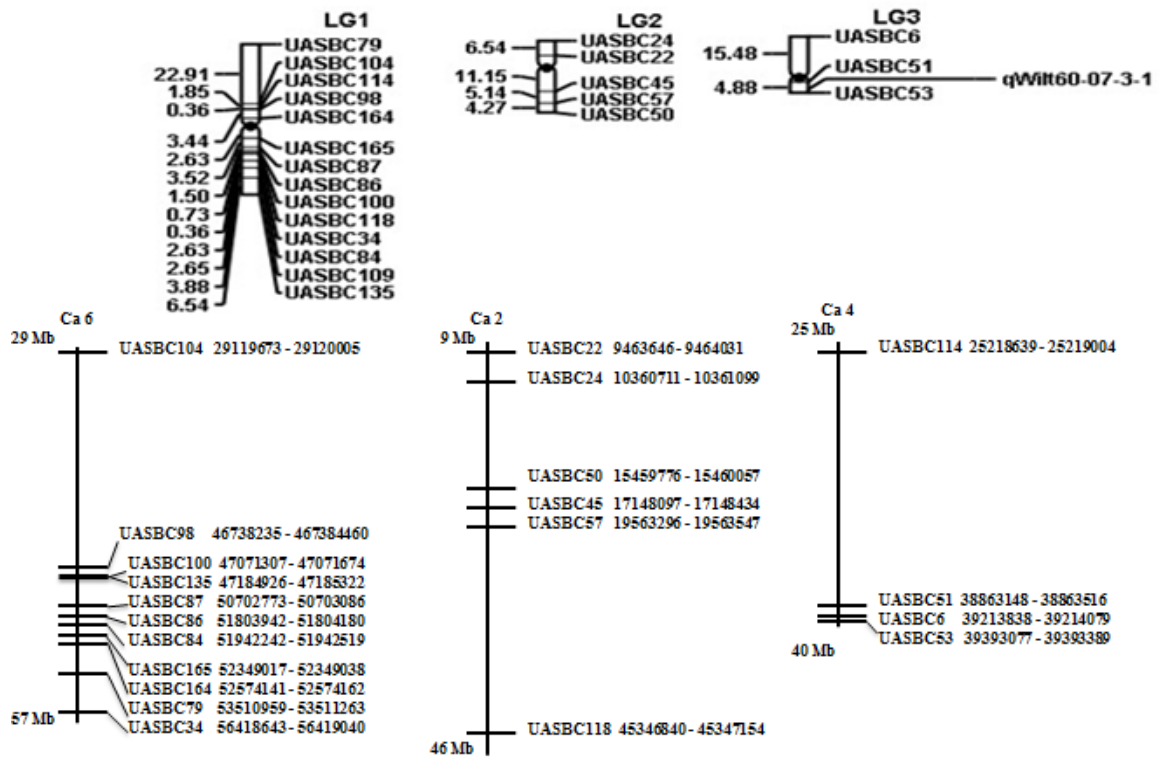 LG1
UASBC79
UASBC104
UASBC114
UASBC98
UASBC164
UASBC165
UASBC87
UASBC86
UASBC100
UASBC118
UASBC34
UASBC84
UASBC109
UASBC135
22.91
1.85
0.36
3.44
2.63
3.52
1.50
0.73
0.36
2.63
2.65
3.88
6.54
LG2
UASBC24
UASBC22
UASBC45
UASBC57
UASBC50
6.54
11.15
5.14
4.27
LG3
UASBC6
UASBC51
UASBC53
15.48
4.88
qWilt60-07-3-1
Ca 6
29 Mb
UASBC104 29119673 - 29120005
UASBC98 46738235 - 467384460
UASBC100 47071307 - 47071674
UASBC135 47184926 - 47185322
UASBC87 50702773 - 50703086
UASBC86 51803942 - 51804180
UASBC84 51942242 - 51942519
UASBC165 52349017 - 52349038
UASBC164 52574141 - 52574162
UASBC79 53510959 - 53511263
UASBC34 56418643 - 56419040
57 Mb
Ca 2
9 Mb
UASBC22 9463646 - 9464031
UASBC24 10360711 - 10361099
UASBC50 15459776 - 15460057
UASBC45 17148097 - 17148434
UASBC57 19563296 - 19563547
UASBC118 45346840 - 45347154
46 Mb
Ca 4
25 Mb
UASBC114 25218639 - 25219004
UASBC51 38863148 - 38863516
UASBC6 39213838 - 39214079
UASBC53 39393077 - 39393389
40 Mb